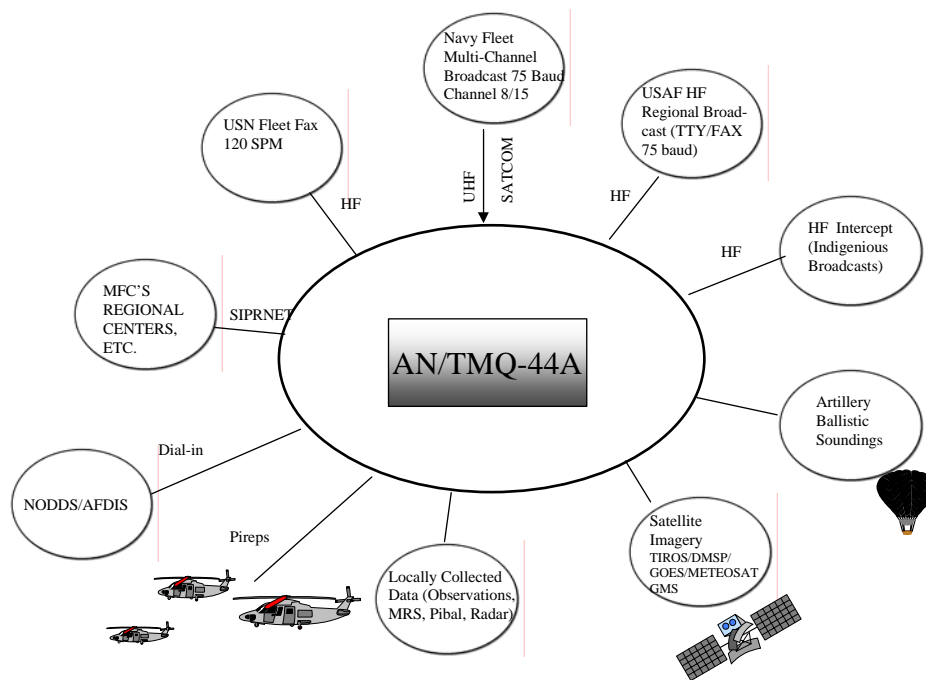 Navy Fleet
Multi-Channel
Broadcast 75 Baud
Channel 8/15
USAF HF
Regional Broad-
cast (TTY/FAX
75 baud)
USN Fleet Fax
120 SPM
HF
UHF
SATCOM
HF
HF
HF  Intercept
(Indigenious
Broadcasts)
MFC'S
REGIONAL
CENTERS,
ETC.
SIPRNET
AN/TMQ-44A
Artillery
Ballistic
Soundings
Dial-in
NODDS/AFDIS
Pireps
Locally Collected
Data (Observations,
MRS, Pibal, Radar)
Satellite
Imagery
TIROS/DMSP/
GOES/METEOSAT
GMS